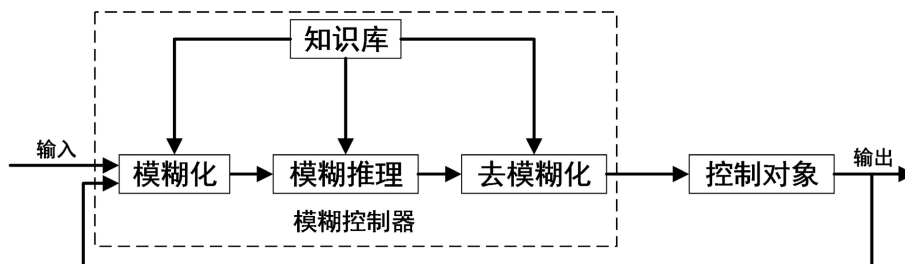 知识库
输入
模糊化
模糊推理
去模糊化
控制对象
输出
模糊控制器